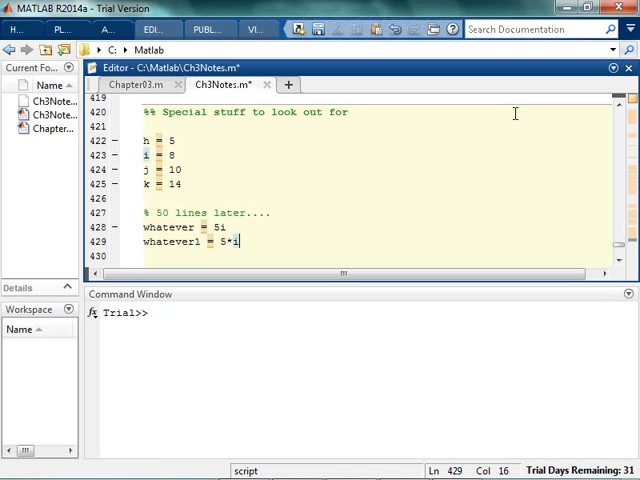 MATLAB R2014a - Trial Version
H... P... A... EDI... PUBL... VI... Search Documentation
C: Matlab
Current Fo... Editor - C:\Matlab\Ch3Notes.m*
Name Chapter03.m Ch3Notes.m*
Ch3Note...
Ch3Note...
Chapter...
419
420 %% Special stuff to look out for
421
422 h = 5
423 i = 8
424 j = 10
425 k = 14
426
427 % 50 lines later....
428 whatever = 5i
429 whatever1 = 5*i
430
Details
Workspace
Name
Command Window
fx Trial>>
script Ln 429 Col 16 Trial Days Remaining: 31